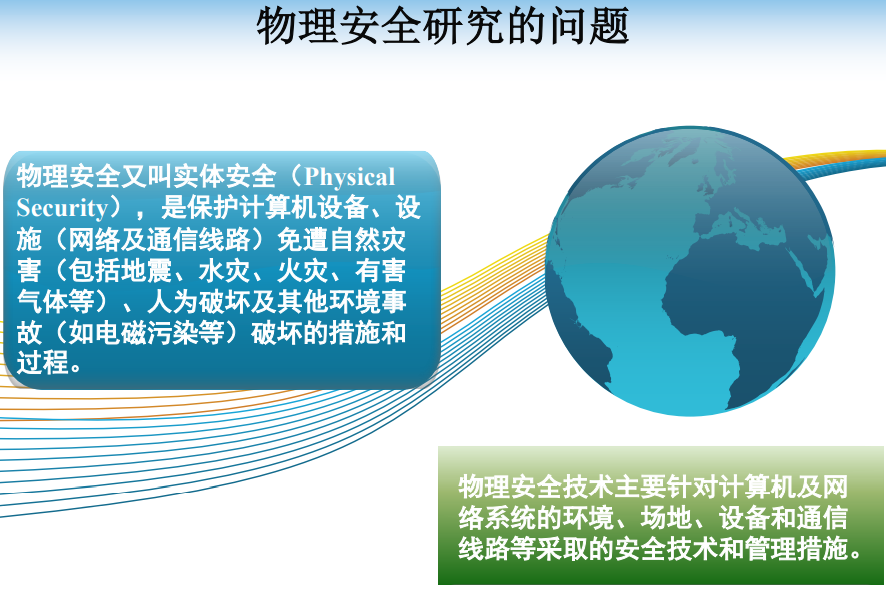 物理安全研究的问题
物理安全又叫实体安全（Physical
Security），是保护计算机设备、设
施（网络及通信线路）免遭自然灾
害（包括地震、水灾、火灾、有害
气体等）、人为破坏及其他环境事
故（如电磁污染等）破坏的措施和
过程。
物理安全技术主要针对计算机及网
络系统的环境、场地、设备和通信
线路等采取的安全技术和管理措施。